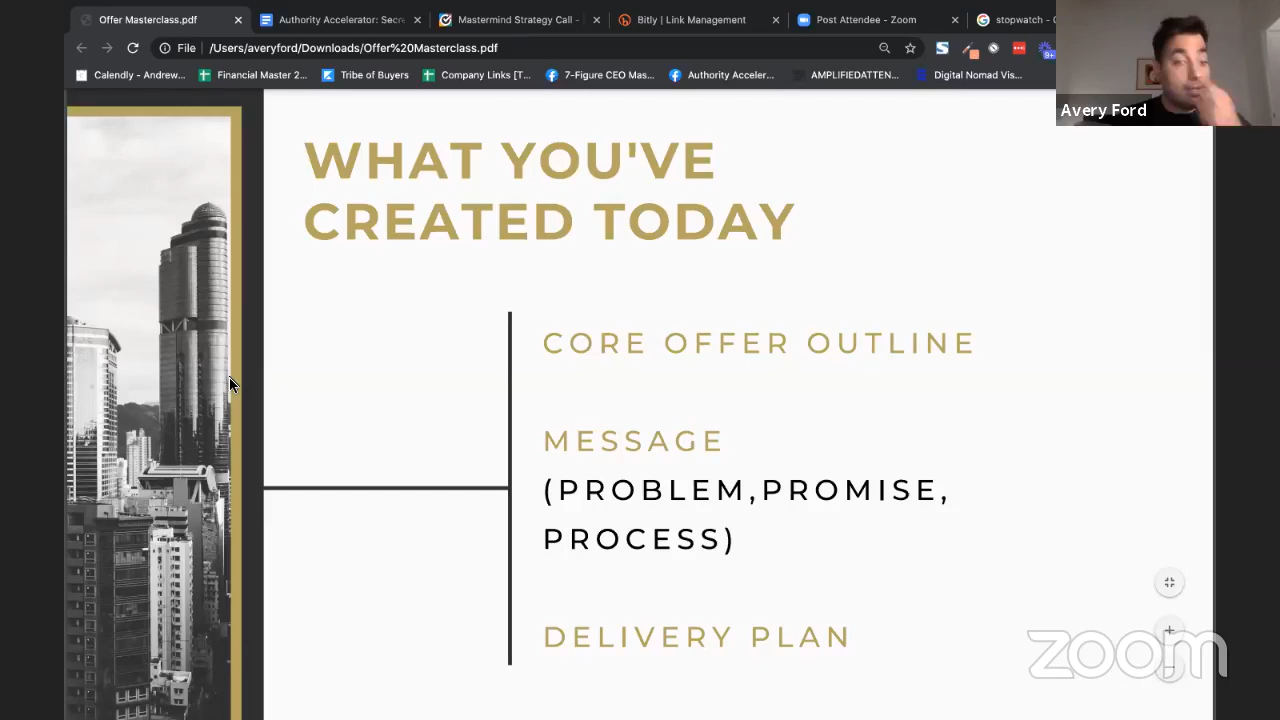 Offer Masterclass.pdf
Authority Accelerator: Secre
Mastermind Strategy Call -
Bitly | Link Management
Post Attendee - Zoom
stopwatch -
File
/Users/averyford/Downloads/Offer%20Masterclass.pdf
9+
Calendly - Andrew...
Financial Master 2...
Tribe of Buyers
Company Links [T...
7-Figure CEO Mas...
Authority Acceler...
AMPLIFIEDATTEN...
Digital Nomad Vis...
Avery Ford
WHAT YOU'VE
CREATED TODAY
CORE OFFER OUTLINE
MESSAGE
(PROBLEM,PROMISE,
PROCESS)
DELIVERY PLAN
zoom